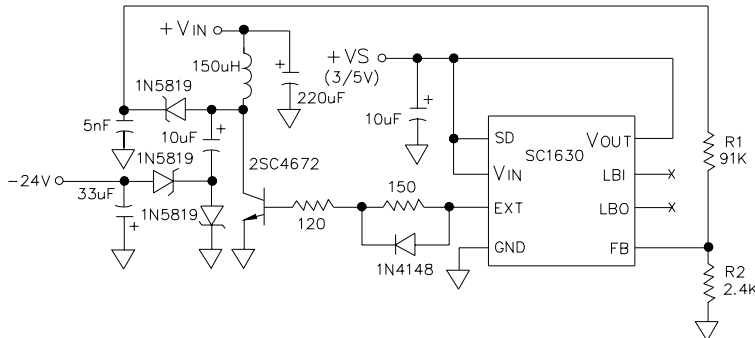 +VIN
150uH
+
220uF
+VS
(3/5V)
1N5819
5nF
10uF
+
1N5819
2SC4672
-24V
33uF
+
1N5819
120
150
1N4148
10uF
+
SD
VIN
EXT
GND
SC1630
VOUT
LBI
X
LBO
X
FB
R1
91K
R2
2.4K